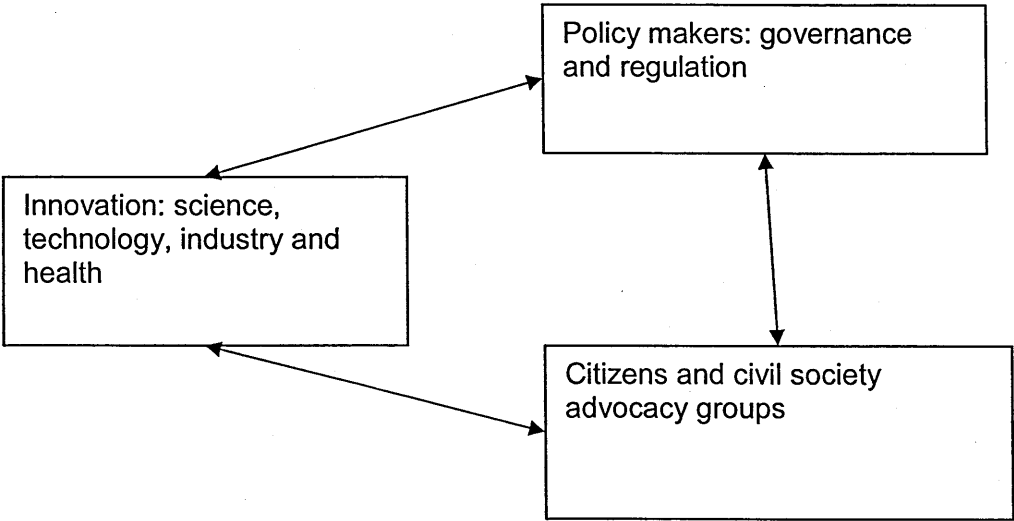 Policy makers: governance
and regulation
Innovation: science,
technology, industry and
health
Citizens and civil society
advocacy groups